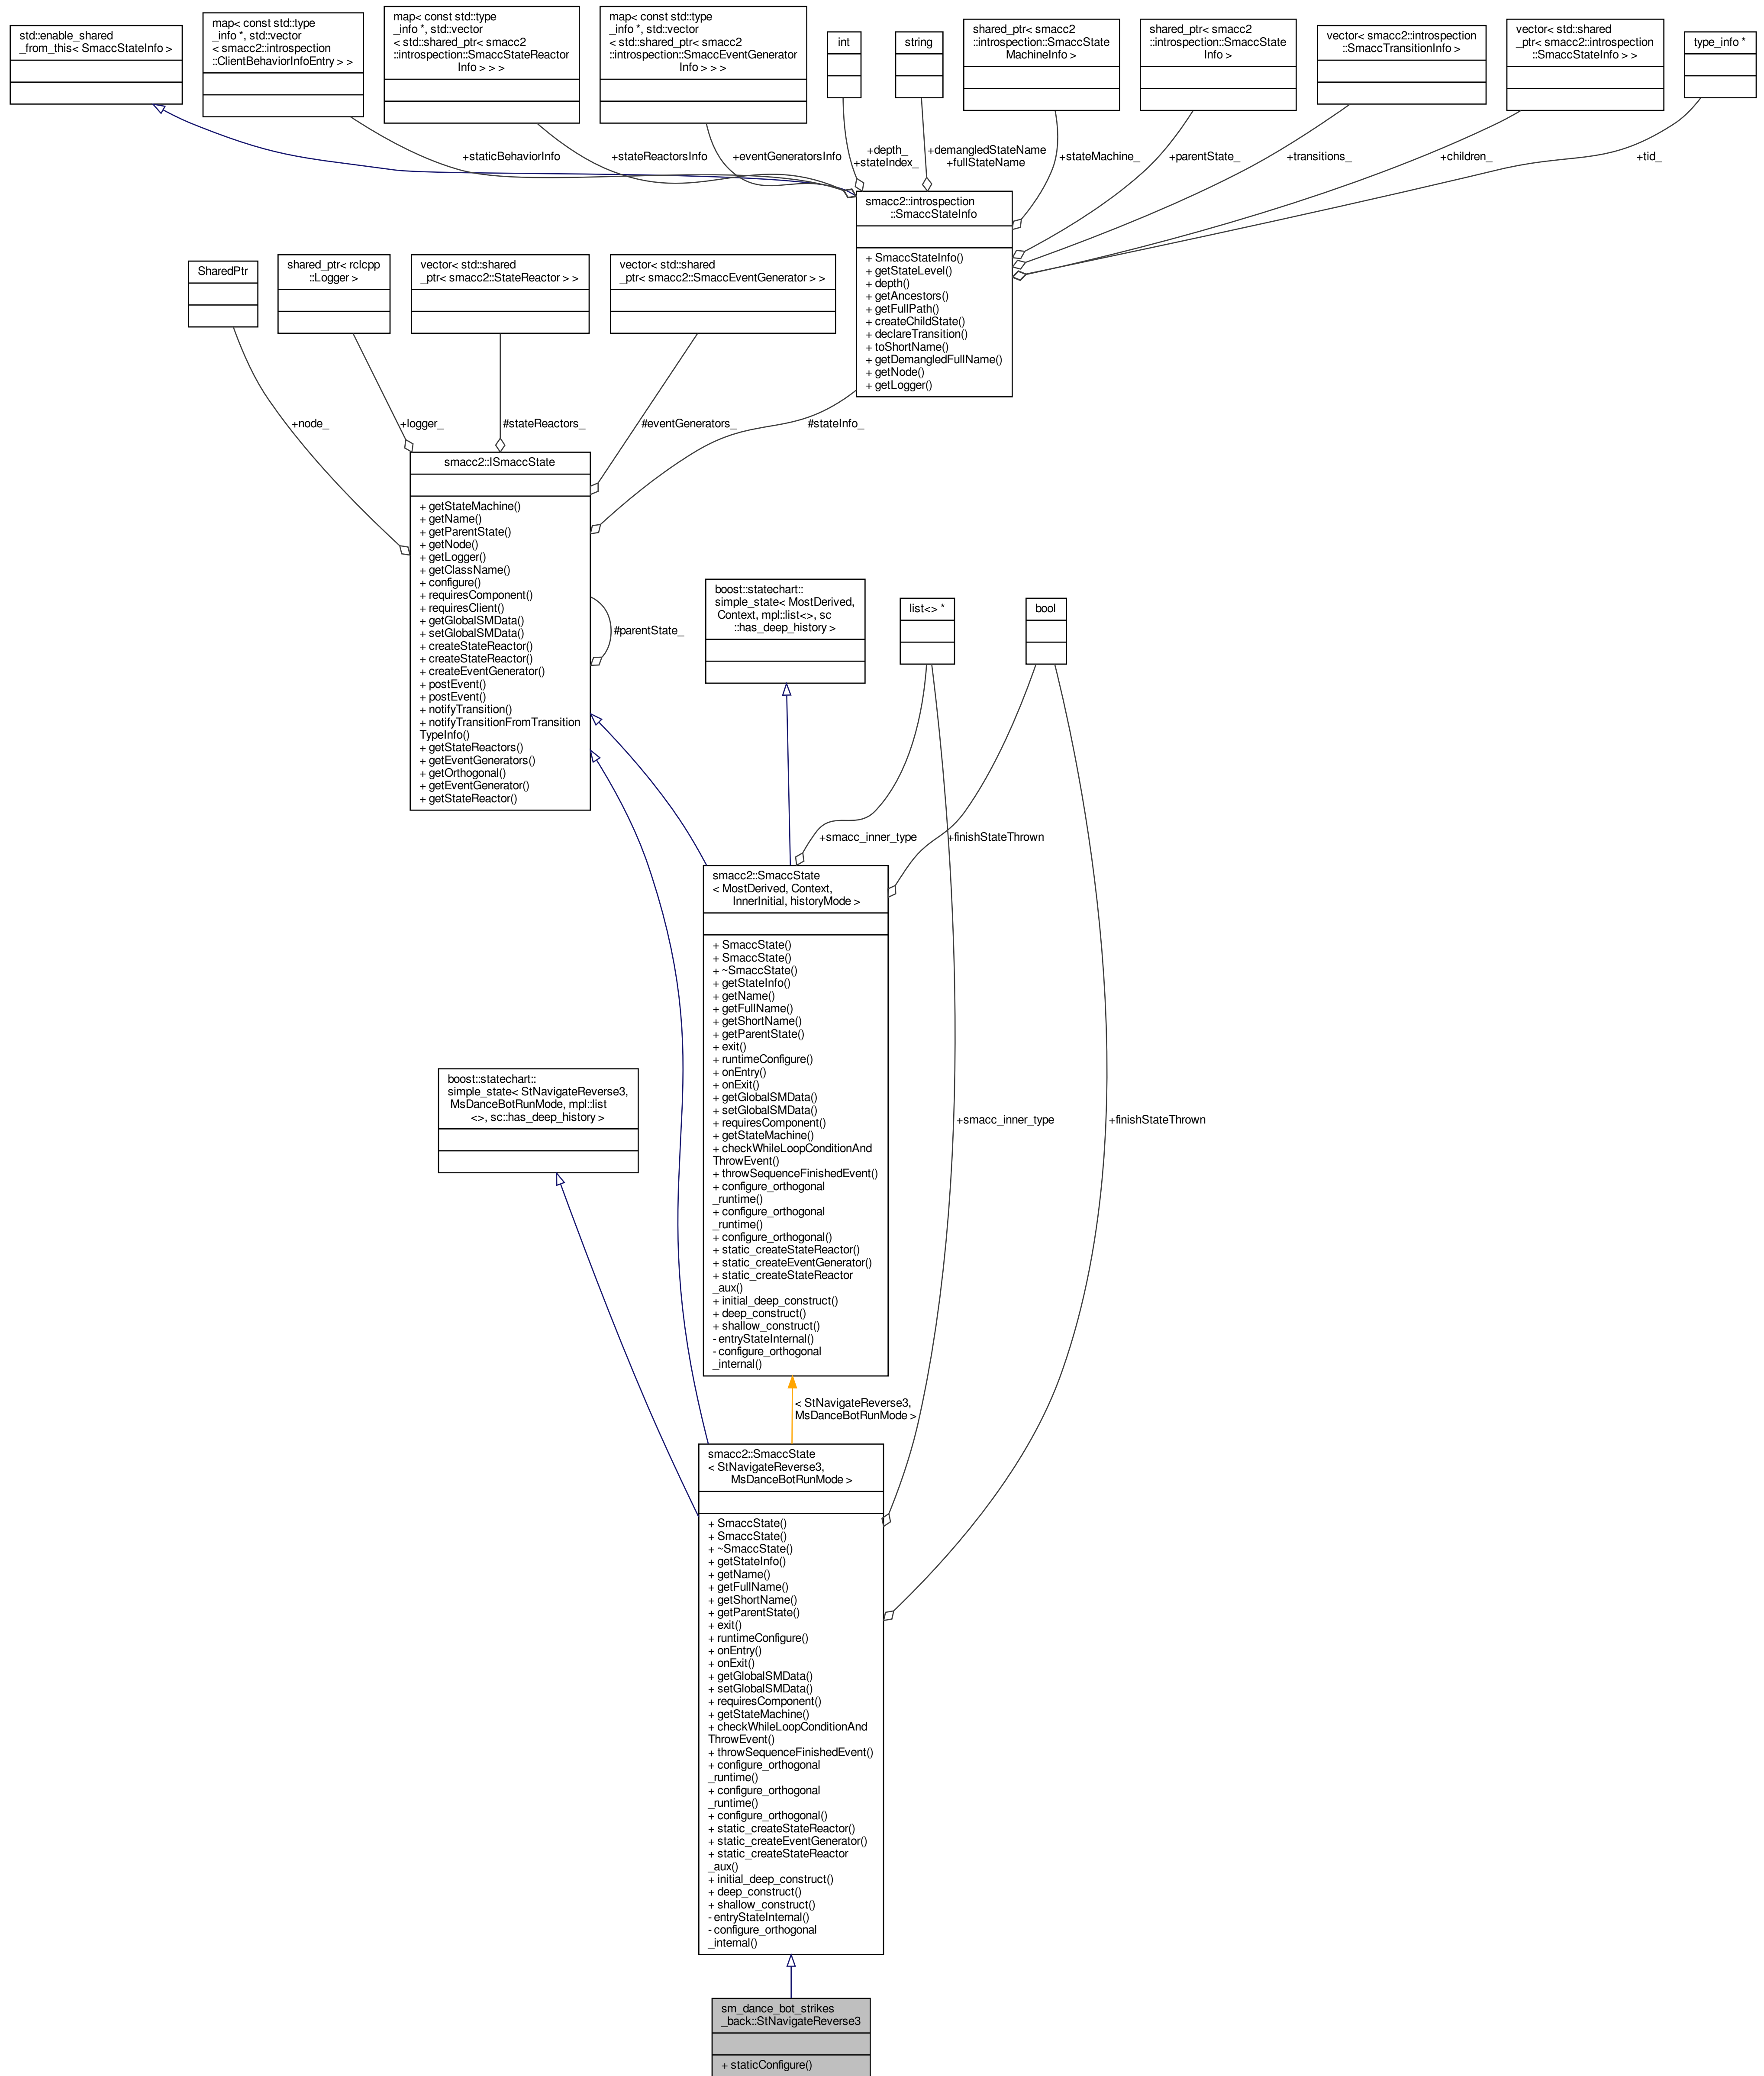 std::enable_shared
_from_this< SmaccStateInfo >
map< const std::type
_info *, std::vector
< smacc2::introspection
::ClientBehaviorInfoEntry > >
map< const std::type
_info *, std::vector
< std::shared_ptr< smacc2
::introspection::SmaccStateReactor
Info > > >
map< const std::type
_info *, std::vector
< std::shared_ptr< smacc2
::introspection::SmaccEventGenerator
Info > > >
int
string
shared_ptr< smacc2
::introspection::SmaccState
MachineInfo >
shared_ptr< smacc2
::introspection::SmaccState
Info >
vector< smacc2::introspection
::SmaccTransitionInfo >
vector< std::shared
_ptr< smacc2::introspection
::SmaccStateInfo > >
type_info *
+staticBehaviorInfo
+stateReactorsInfo
+eventGeneratorsInfo
+depth_
+stateIndex_
+demangledStateName
+fullStateName
+stateMachine_
+parentState_
+transitions_
+children_
+tid_
smacc2::introspection
::SmaccStateInfo
+ SmaccStateInfo()
+ getStateLevel()
+ depth()
+ getAncestors()
+ getFullPath()
+ createChildState()
+ declareTransition()
+ toShortName()
+ getDemangledFullName()
+ getNode()
+ getLogger()
SharedPtr
shared_ptr< rclcpp
::Logger >
vector< std::shared
_ptr< smacc2::StateReactor > >
vector< std::shared
_ptr< smacc2::SmaccEventGenerator > >
+node_
+logger_
#stateReactors_
#eventGenerators_
#stateInfo_
smacc2::ISmaccState
+ getStateMachine()
+ getName()
+ getParentState()
+ getNode()
+ getLogger()
+ getClassName()
+ configure()
+ requiresComponent()
+ requiresClient()
+ getGlobalSMData()
+ setGlobalSMData()
+ createStateReactor()
+ createStateReactor()
+ createEventGenerator()
+ postEvent()
+ postEvent()
+ notifyTransition()
+ notifyTransitionFromTransition
TypeInfo()
+ getStateReactors()
+ getEventGenerators()
+ getOrthogonal()
+ getEventGenerator()
+ getStateReactor()
#parentState_
boost::statechart::
simple_state< MostDerived,
Context, mpl::list<>, sc
::has_deep_history >
list<> *
bool
+smacc_inner_type
+finishStateThrown
smacc2::SmaccState
< MostDerived, Context,
InnerInitial, historyMode >
+ SmaccState()
+ SmaccState()
+ ~SmaccState()
+ getStateInfo()
+ getName()
+ getFullName()
+ getShortName()
+ getParentState()
+ exit()
+ runtimeConfigure()
+ onEntry()
+ onExit()
+ getGlobalSMData()
+ setGlobalSMData()
+ requiresComponent()
+ getStateMachine()
+ checkWhileLoopConditionAnd
ThrowEvent()
+ throwSequenceFinishedEvent()
+ configure_orthogonal
_runtime()
+ configure_orthogonal
_runtime()
+ configure_orthogonal()
+ static_createStateReactor()
+ static_createEventGenerator()
+ static_createStateReactor
_aux()
+ initial_deep_construct()
+ deep_construct()
+ shallow_construct()
- entryStateInternal()
- configure_orthogonal
_internal()
boost::statechart::
simple_state< StNavigateReverse3,
MsDanceBotRunMode, mpl::list
<>, sc::has_deep_history >
+smacc_inner_type
+finishStateThrown
< StNavigateReverse3,
MsDanceBotRunMode >
smacc2::SmaccState
< StNavigateReverse3,
MsDanceBotRunMode >
+ SmaccState()
+ SmaccState()
+ ~SmaccState()
+ getStateInfo()
+ getName()
+ getFullName()
+ getShortName()
+ getParentState()
+ exit()
+ runtimeConfigure()
+ onEntry()
+ onExit()
+ getGlobalSMData()
+ setGlobalSMData()
+ requiresComponent()
+ getStateMachine()
+ checkWhileLoopConditionAnd
ThrowEvent()
+ throwSequenceFinishedEvent()
+ configure_orthogonal
_runtime()
+ configure_orthogonal
_runtime()
+ configure_orthogonal()
+ static_createStateReactor()
+ static_createEventGenerator()
+ static_createStateReactor
_aux()
+ initial_deep_construct()
+ deep_construct()
+ shallow_construct()
- entryStateInternal()
- configure_orthogonal
_internal()
sm_dance_bot_strikes
_back::StNavigateReverse3
+ staticConfigure()